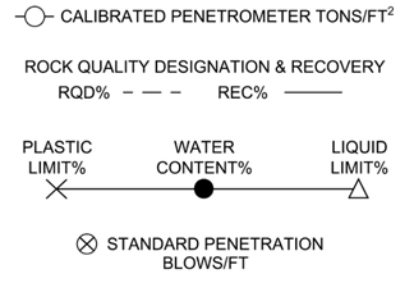 CALIBRATED PENETROMETER TONS/FT²
ROCK QUALITY DESIGNATION & RECOVERY
RQD% REC%
PLASTIC WATER LIQUID
LIMIT% CONTENT% LIMIT%
STANDARD PENETRATION
BLOWS/FT